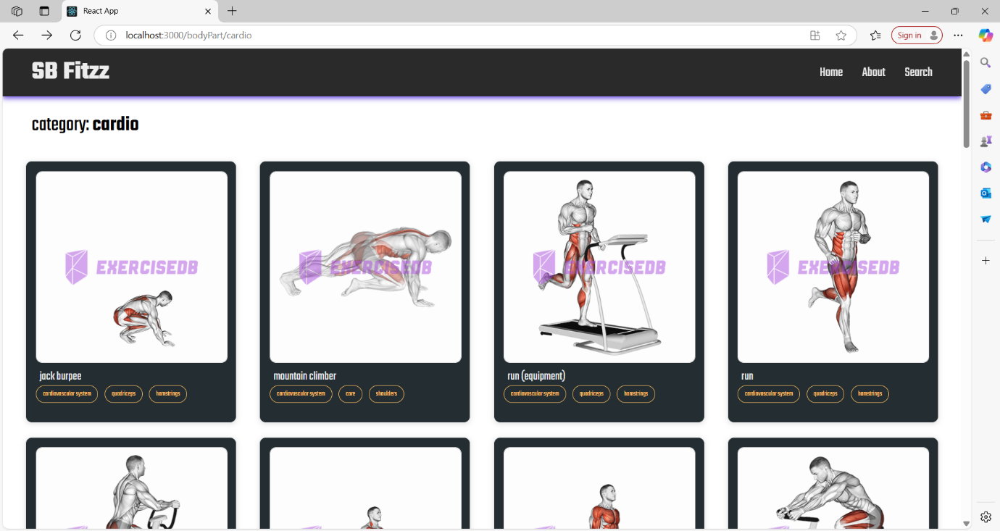 React App
localhost:3000/bodyPart/cardio
Sign in
SB Fitzz
Home About Search
category: cardio
EXERCISEDB EXERCISEDB EXERCISEDB EXERCISEDB
jack burpee mountain climber run (equipment) run
cardiovascular system quadriceps hamstrings cardiovascular system core shoulders cardiovascular system quadriceps hamstrings cardiovascular system quadriceps hamstrings